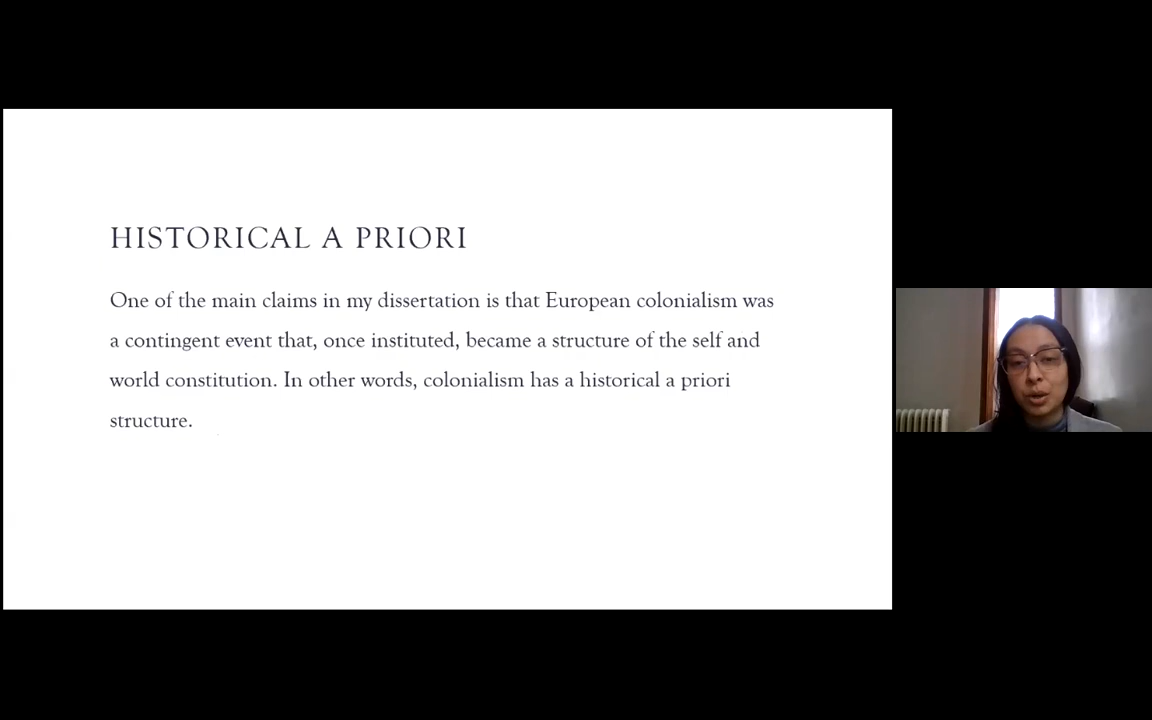 HISTORICAL A PRIORI
One of the main claims in my dissertation is that European colonialism was
a contingent event that, once instituted, became a structure of the self and
world constitution. In other words, colonialism has a historical a priori
structure.